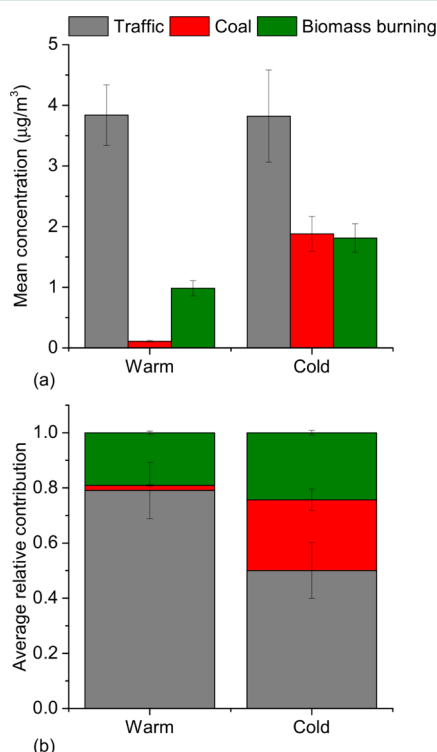 Traffic Coal Biomass burning
5
4
3
2
1
0
Mean concentration (µg/m³)
Warm Cold
(a)
1.0
0.8
0.6
0.4
0.2
0.0
Average relative contribution
Warm Cold
(b)